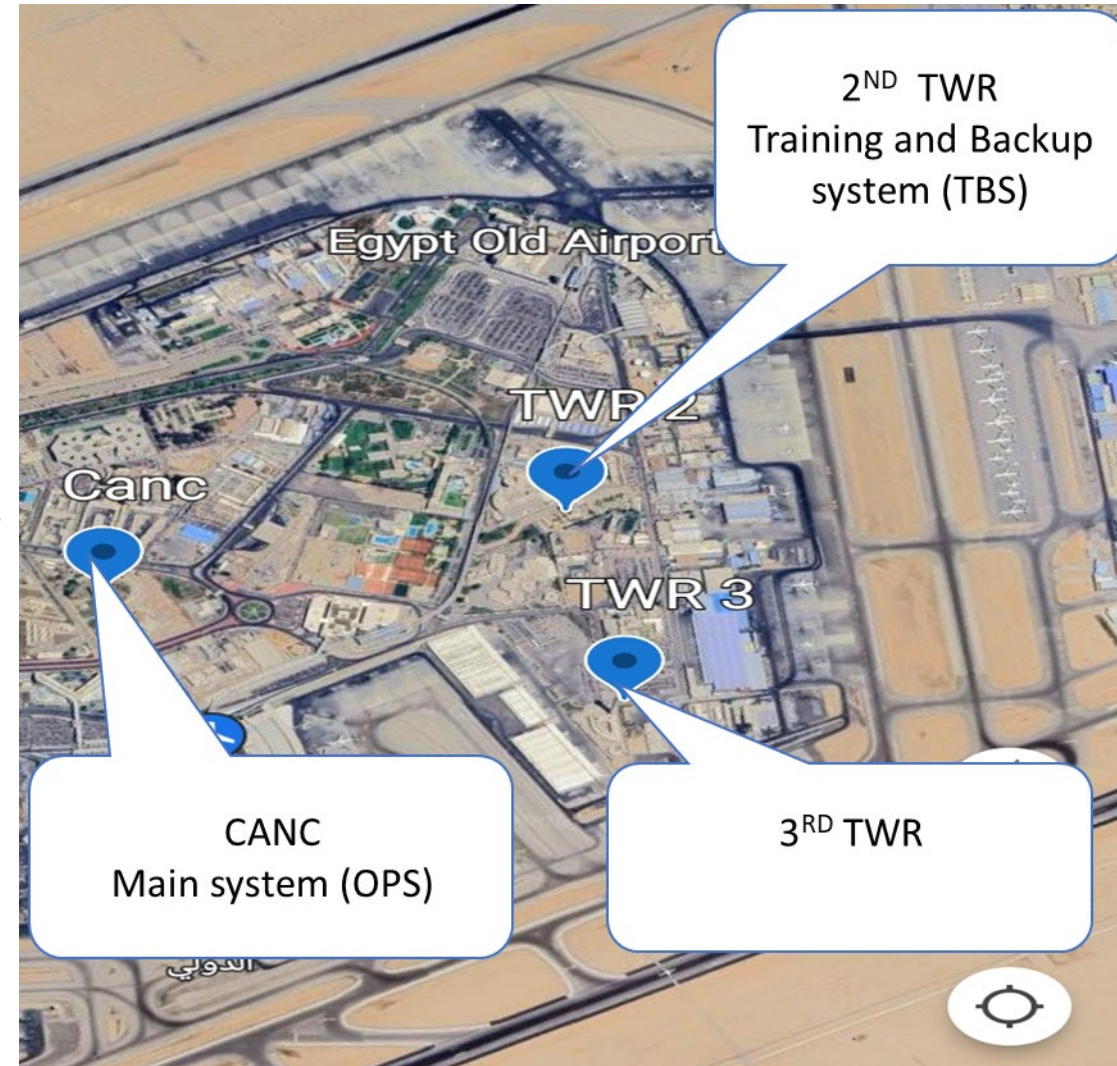 2ND TWR
Training and Backup
system (TBS)
Egypt Old Airport
TWR 2
Canc
TWR 3
CANC
Main system (OPS)
3RD TWR
الدولي